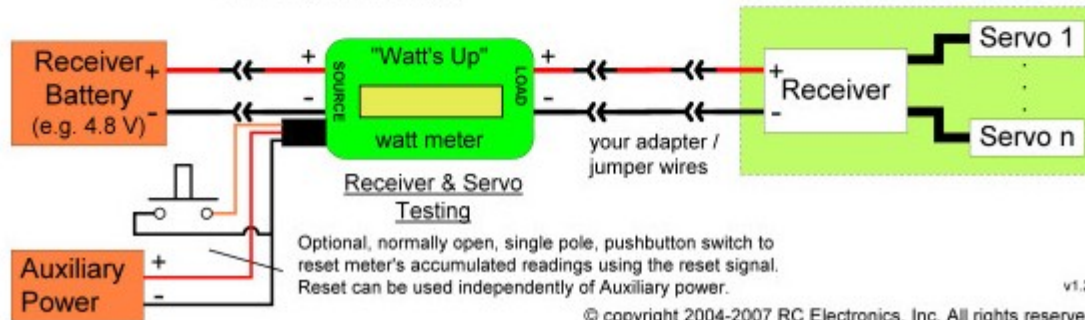 Receiver
Battery
(e.g. 4.8 V)
+
-
+
-
SOURCE
"Watt's Up"
watt meter
LOAD
+
-
Receiver & Servo
Testing
your adapter /
jumper wires
+
-
Receiver
Servo 1
Servo n
Auxiliary
Power
+
-
Optional, normally open, single pole, pushbutton switch to
reset meter's accumulated readings using the reset signal.
Reset can be used independently of Auxiliary power.
© copyright 2004-2007 RC Electronics, Inc. All rights reserve